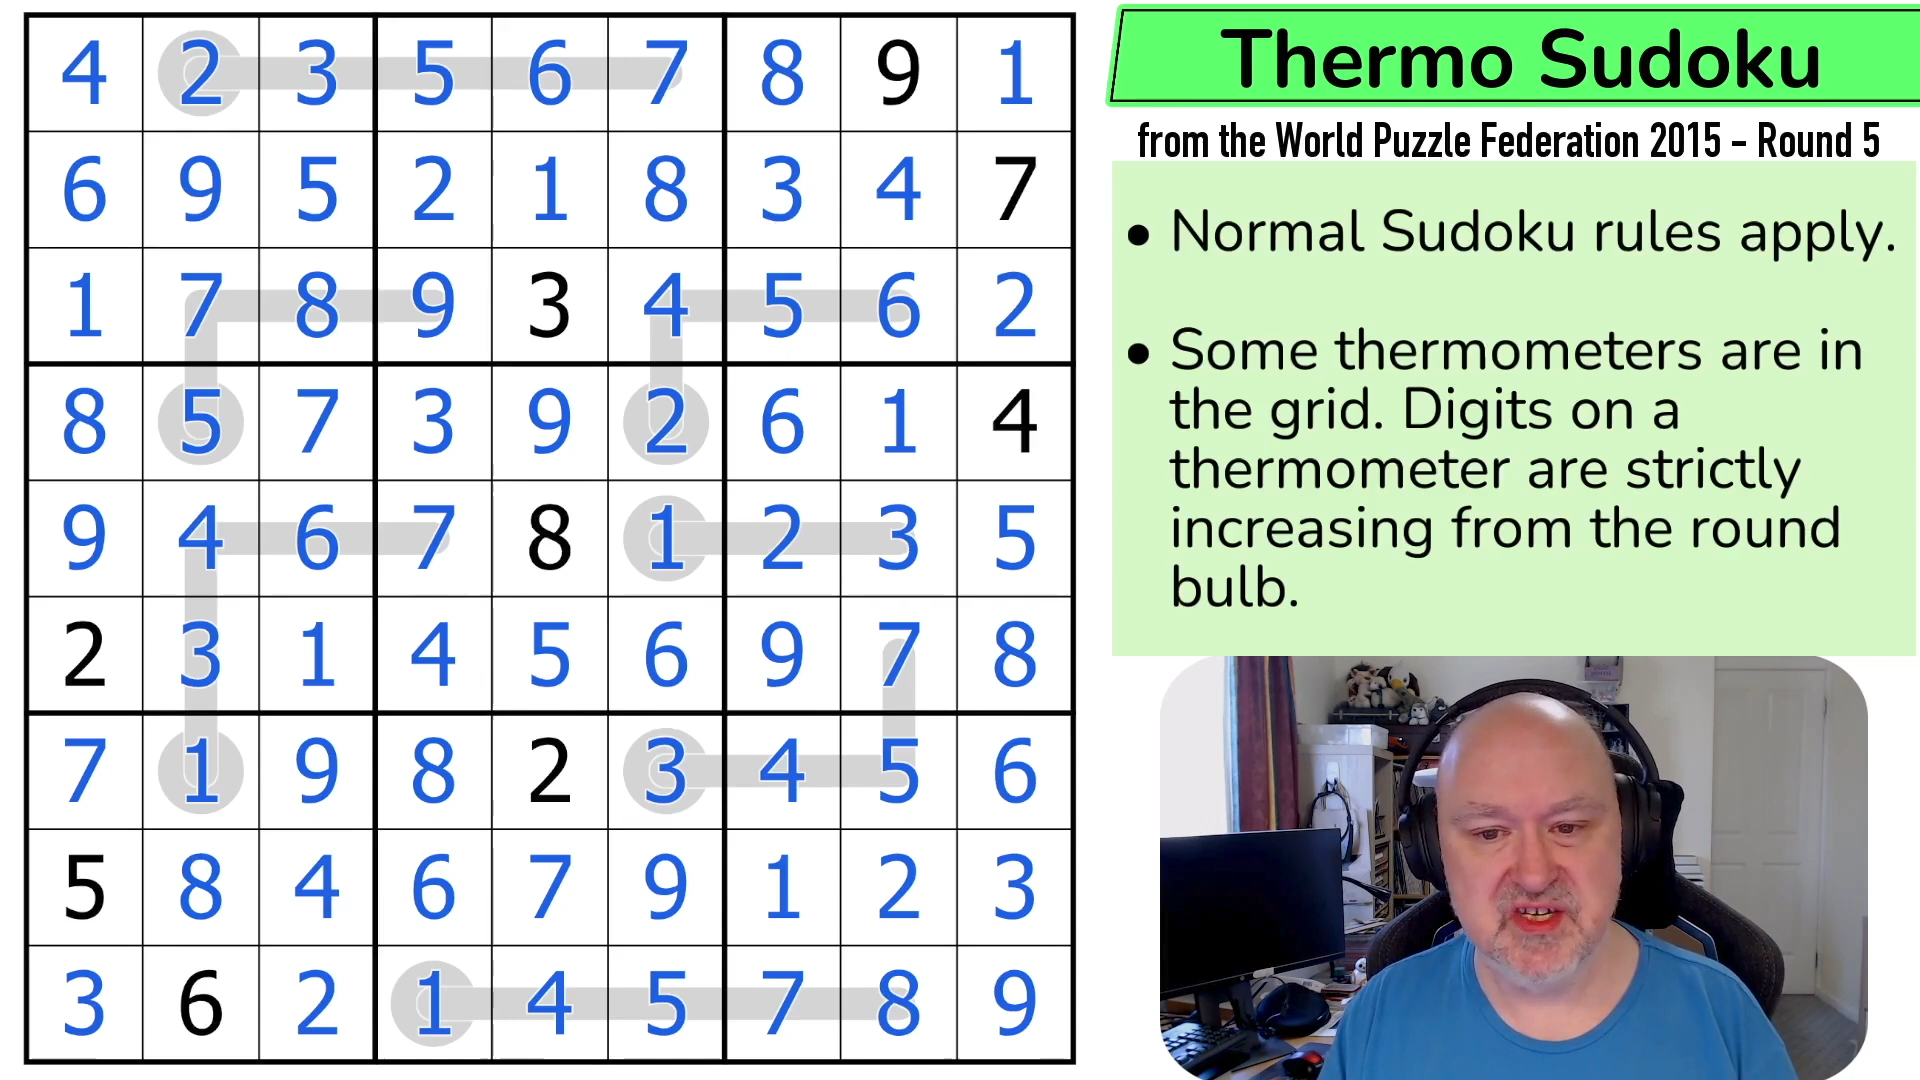 4 2 3 5 6 7 8 9 1
6 9 5 2 1 8 3 4 7
1 7 8 9 3 4 5 6 2
8 5 7 3 9 2 6 1 4
9 4 6 7 8 1 2 3 5
2 3 1 4 5 6 9 7 8
7 1 9 8 2 3 4 5 6
5 8 4 6 7 9 1 2 3
3 6 2 1 4 5 7 8 9
Thermo Sudoku
from the World Puzzle Federation 2015 - Round 5
• Normal Sudoku rules apply.
• Some thermometers are in
the grid. Digits on a
thermometer are strictly
increasing from the round
bulb.